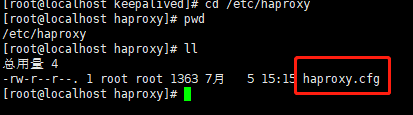 [root@localhost keepalived]# cd /etc/haproxy
[root@localhost haproxy]# pwd
/etc/haproxy
[root@localhost haproxy]# ll
总用量 4
-rw-r--r--. 1 root root 1363 7月   5 15:15 haproxy.cfg
[root@localhost haproxy]#